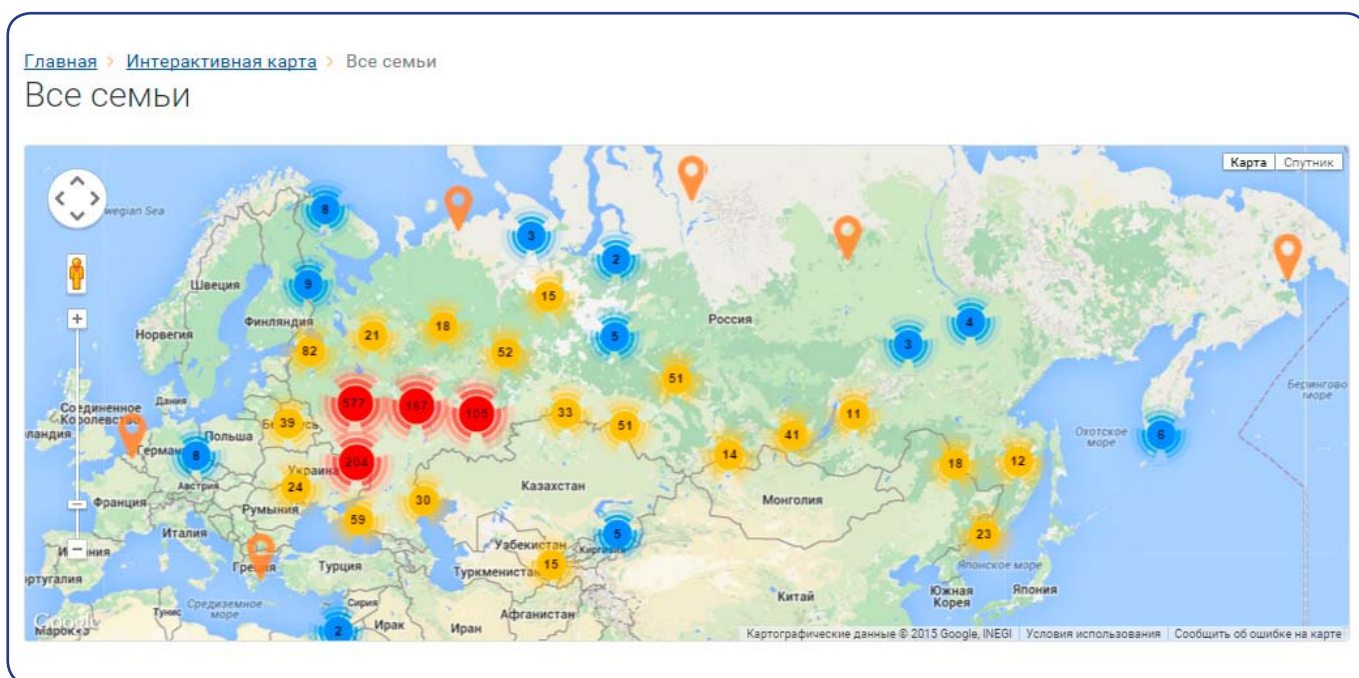 Главная > Интерактивная карта > Все семьи
Все семьи
Карта Спутник
wegian Sea
8
3
2
Швеция
9
15
Финляндия
Норвегия
Россия
4
18
21
5
3
82
52
51
Берингово
море
Соединенное
Королевство
Дания
577
167
105
33
11
39
51
41
Охотское
море
6
Польша
8
204
14
18
12
Украина
Австрия
Казахстан
24
30
Монголия
Франция
Румыния
59
23
Италия
5
Узбекистан
15
Японское море
Греция
Турция
Туркменистан
Китай
Южная
Корея
Япония
Средиземное
море
Тунис
Сирия
2
Ирак
Иран
Афганистан
Google
Марокко
Картографические данные © 2015 Google, INEGI Условия использования Сообщить об ошибке на карте